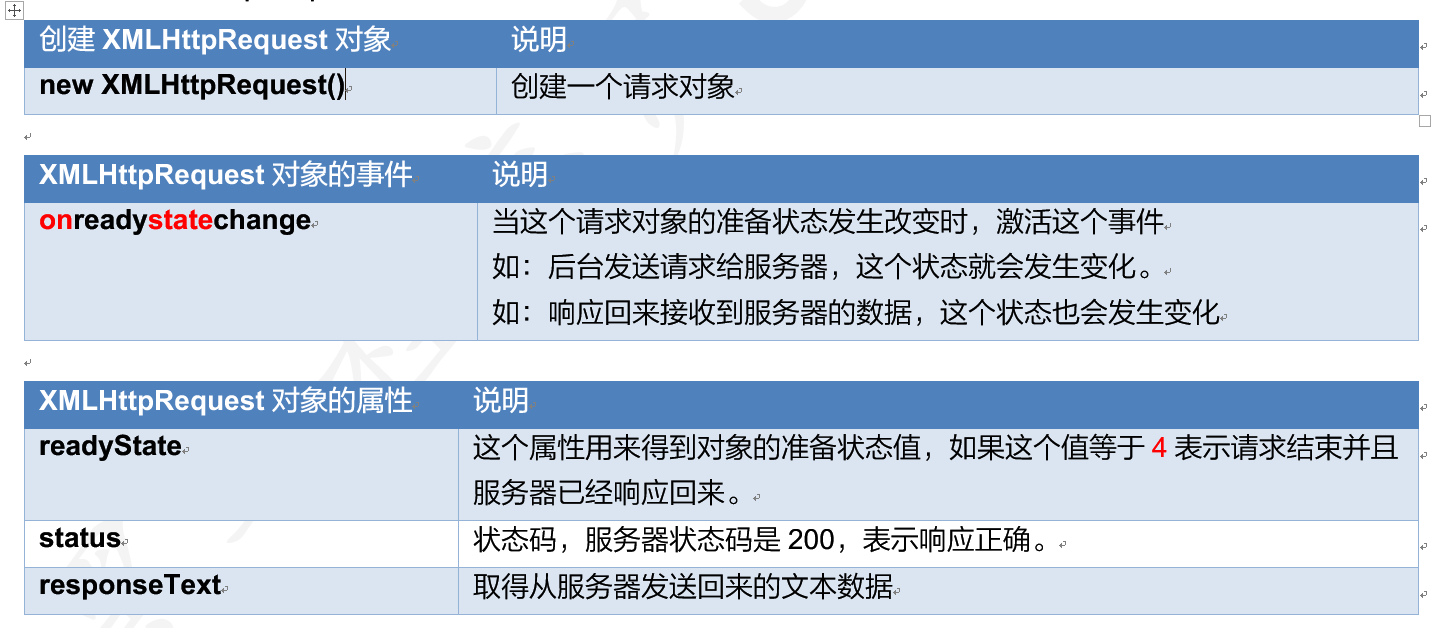 创建 XMLHttpRequest 对象 说明
new XMLHttpRequest() 创建一个请求对象
XMLHttpRequest 对象的事件 说明
onreadystatechange 当这个请求对象的准备状态发生改变时，激活这个事件
如：后台发送请求给服务器，这个状态就会发生变化。
如：响应回来接收到服务器的数据，这个状态也会发生变化
XMLHttpRequest 对象的属性 说明
readyState 这个属性用来得到对象的准备状态值，如果这个值等于 4 表示请求结束并且
服务器已经响应回来。
status 状态码，服务器状态码是 200，表示响应正确。
responseText 取得从服务器发送回来的文本数据